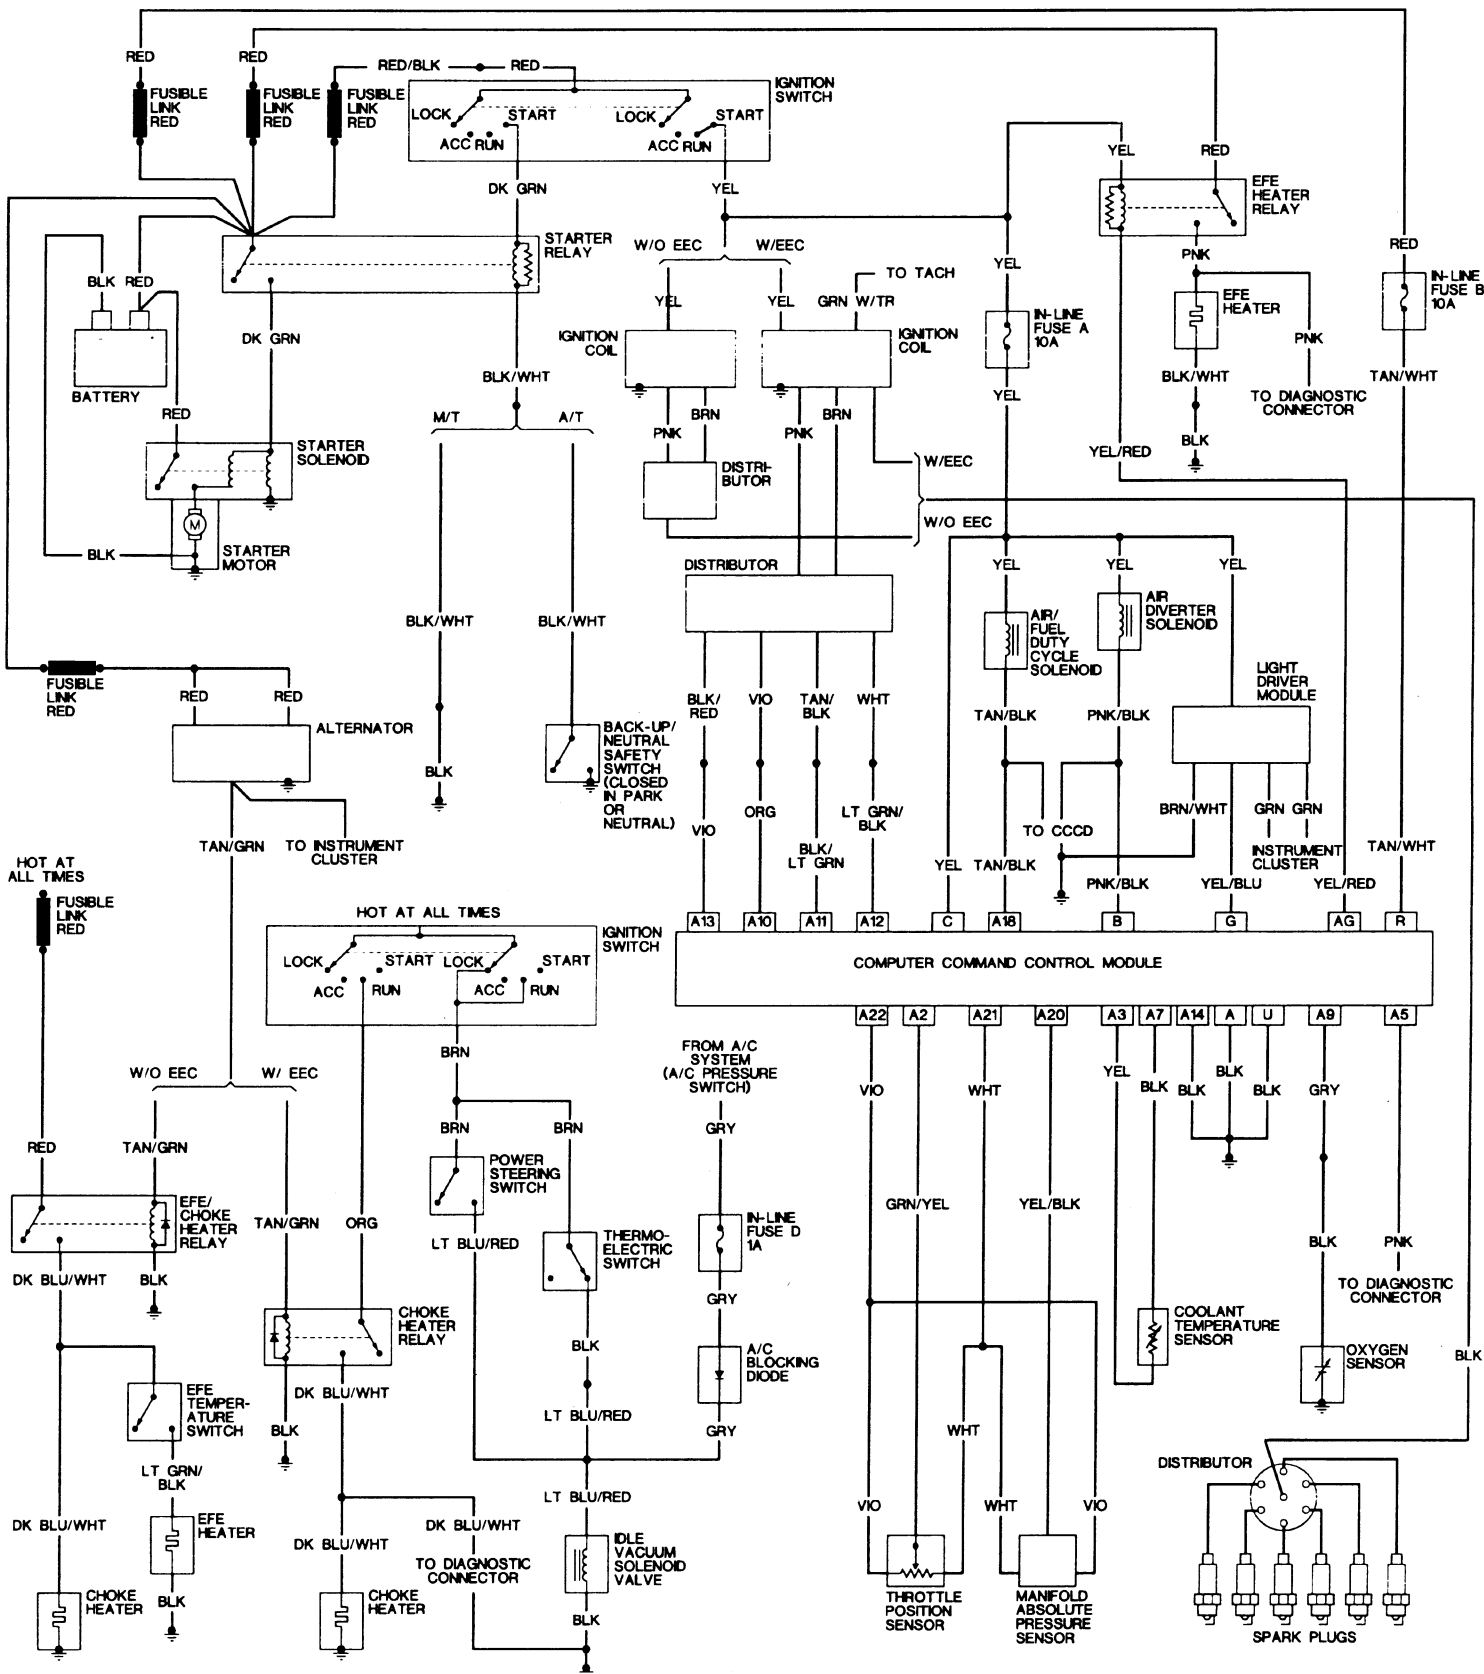 RED
RED
RED/BLK
RED
FUSIBLE
LINK
RED
FUSIBLE
LINK
RED
FUSIBLE
LINK
RED
IGNITION
SWITCH
LOCK
START
ACC RUN
LOCK
START
ACC RUN
DK GRN
YEL
YEL
RED
EFE
HEATER
RELAY
STARTER
RELAY
W/O EEC
W/EEC
TO TACH
YEL
PNK
RED
BLK
RED
YEL
YEL
GRN W/TR
IN-LINE
FUSE A
10A
EFE
HEATER
IN-LINE
FUSE B
10A
DK GRN
IGNITION
COIL
IGNITION
COIL
PNK
BATTERY
BLK/WHT
YEL
BLK/WHT
TAN/WHT
TO DIAGNOSTIC
CONNECTOR
RED
M/T
A/T
PNK
BRN
PNK
BRN
BLK
STARTER
SOLENOID
DISTRI-
BUTOR
W/EEC
YEL/RED
M
W/O EEC
BLK
STARTER
MOTOR
DISTRIBUTOR
YEL
YEL
YEL
BLK/WHT
BLK/WHT
AIR/
FUEL
DUTY
CYCLE
SOLENOID
AIR
DIVERTER
SOLENOID
FUSIBLE
LINK
RED
RED
RED
BLK/
RED
VIO
TAN/
BLK
WHT
TAN/BLK
PNK/BLK
LIGHT
DRIVER
MODULE
ALTERNATOR
BACK-UP/
NEUTRAL
SAFETY
SWITCH
(CLOSED
IN PARK
OR
NEUTRAL)
BLK
TAN/GRN
TO INSTRUMENT
CLUSTER
VIO
ORG
BLK/
LT GRN
LT GRN/
BLK
TO CCCD
BRN/WHT
GRN
GRN
INSTRUMENT
CLUSTER
TAN/WHT
HOT AT
ALL TIMES
FUSIBLE
LINK
RED
YEL
TAN/BLK
PNK/BLK
YEL/BLU
YEL/RED
HOT AT ALL TIMES
IGNITION
SWITCH
A13
A10
A11
A12
C
A18
B
G
AG
R
LOCK
START
ACC
RUN
LOCK
START
ACC
RUN
COMPUTER COMMAND CONTROL MODULE
A22
A2
A21
A20
A3
A7
A14
A
U
A9
A5
BRN
FROM A/C
SYSTEM
(A/C PRESSURE
SWITCH)
W/O EEC
W/ EEC
VIO
WHT
YEL
BLK
BLK
BLK
BLK
GRY
RED
TAN/GRN
BRN
BRN
GRY
POWER
STEERING
SWITCH
EFE/
CHOKE
HEATER
RELAY
TAN/GRN
ORG
LT BLU/RED
THERMO-
ELECTRIC
SWITCH
IN-LINE
FUSE D
1A
GRN/YEL
YEL/BLK
BLK
PNK
DK BLU/WHT
BLK
GRY
TO DIAGNOSTIC
CONNECTOR
CHOKE
HEATER
RELAY
COOLANT
TEMPERATURE
SENSOR
BLK
A/C
BLOCKING
DIODE
OXYGEN
SENSOR
BLK
EFE
TEMPER-
ATURE
SWITCH
DK BLU/WHT
BLK
LT BLU/RED
GRY
WHT
LT GRN/
BLK
DISTRIBUTOR
LT BLU/RED
VIO
WHT
VIO
DK BLU/WHT
EFE
HEATER
DK BLU/WHT
DK BLU/WHT
TO DIAGNOSTIC
CONNECTOR
IDLE
VACUUM
SOLENOID
VALVE
CHOKE
HEATER
BLK
CHOKE
HEATER
BLK
THROTTLE
POSITION
SENSOR
MANIFOLD
ABSOLUTE
PRESSURE
SENSOR
SPARK PLUGS